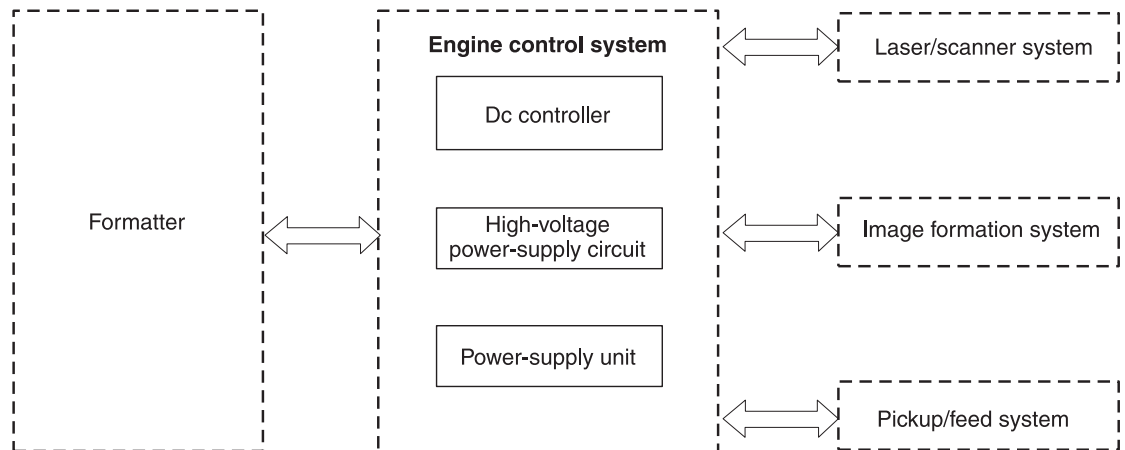 Formatter
Engine control system
Dc controller
High-voltage
power-supply circuit
Power-supply unit
Laser/scanner system
Image formation system
Pickup/feed system